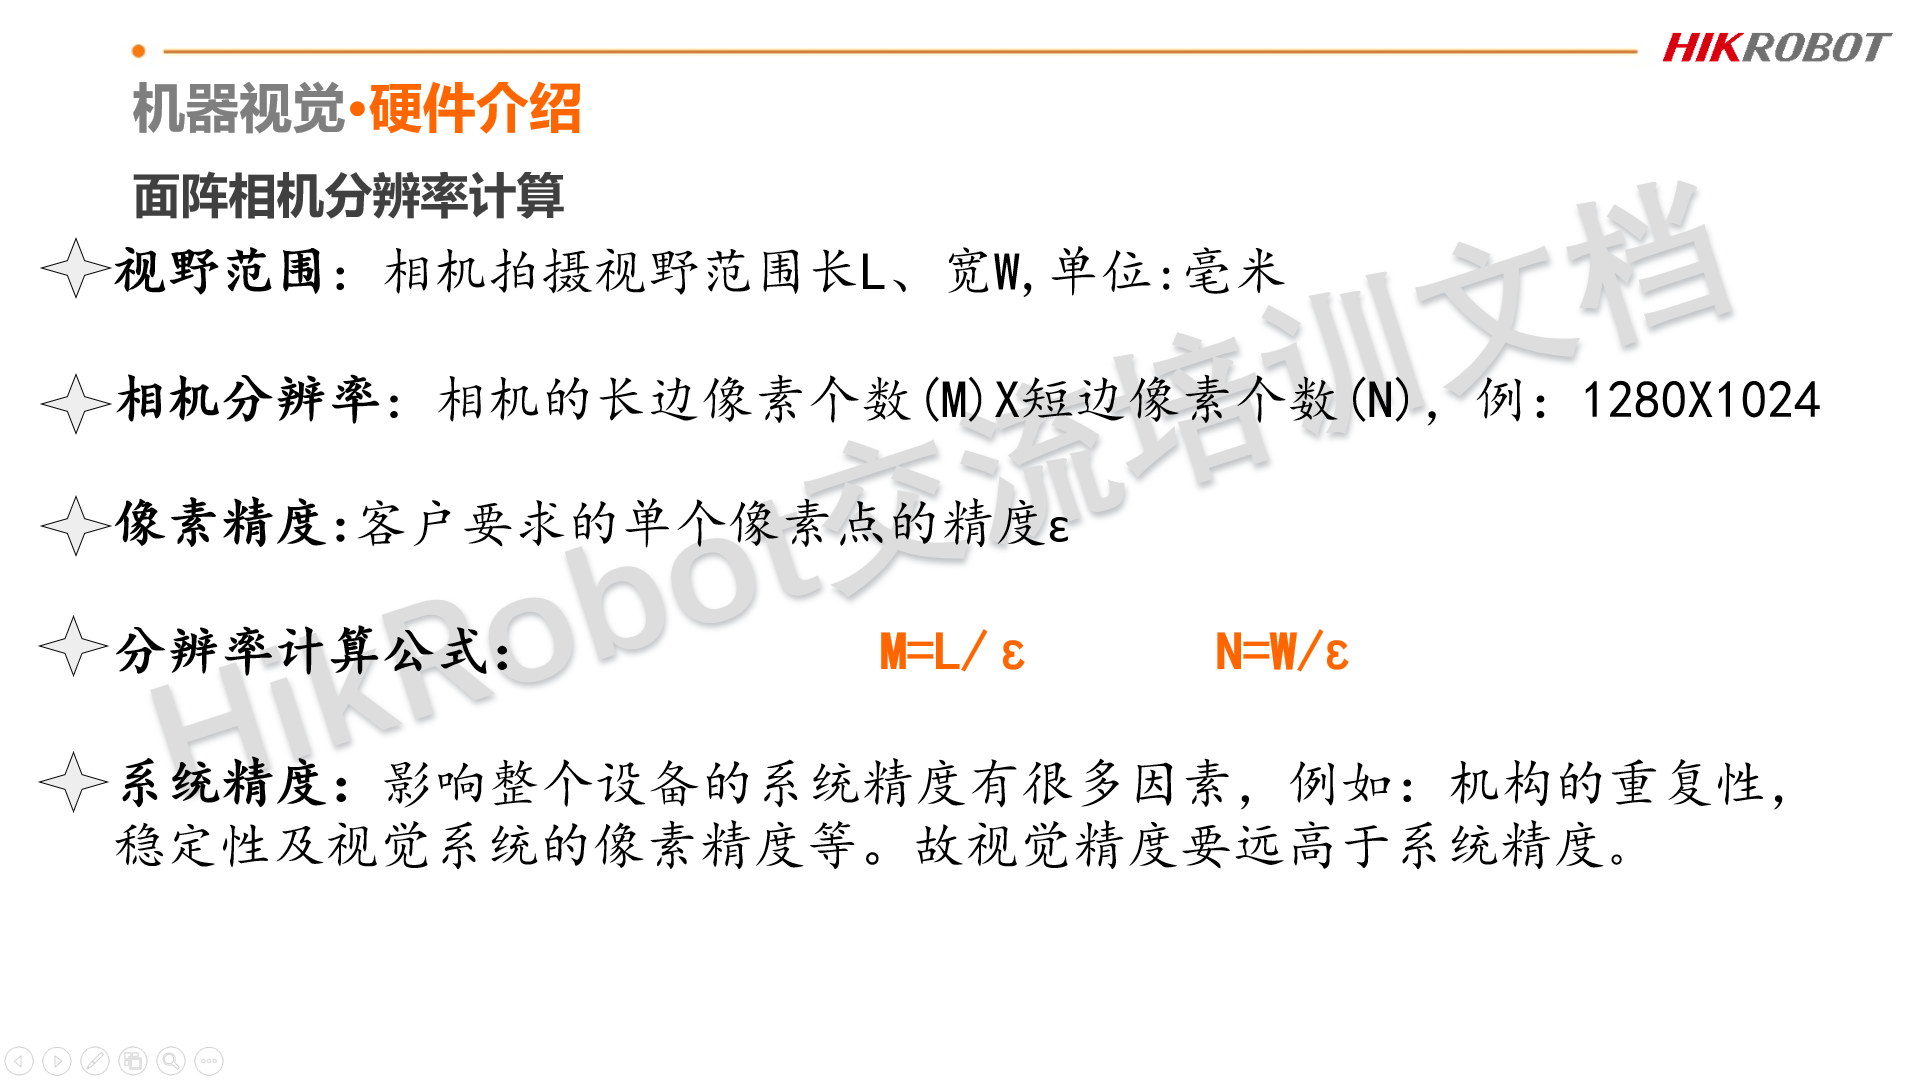 HIKROBOT
机器视觉·硬件介绍
面阵相机分辨率计算
视野范围：相机拍摄视野范围长L、宽W,单位:毫米
相机分辨率：相机的长边像素个数(M)X短边像素个数(N)，例：1280X1024
像素精度:客户要求的单个像素点的精度ε
分辨率计算公式： M=L/ ε N=W/ε
系统精度：影响整个设备的系统精度有很多因素，例如：机构的重复性，
稳定性及视觉系统的像素精度等。故视觉精度要远高于系统精度。
HikRobot交流培训文档